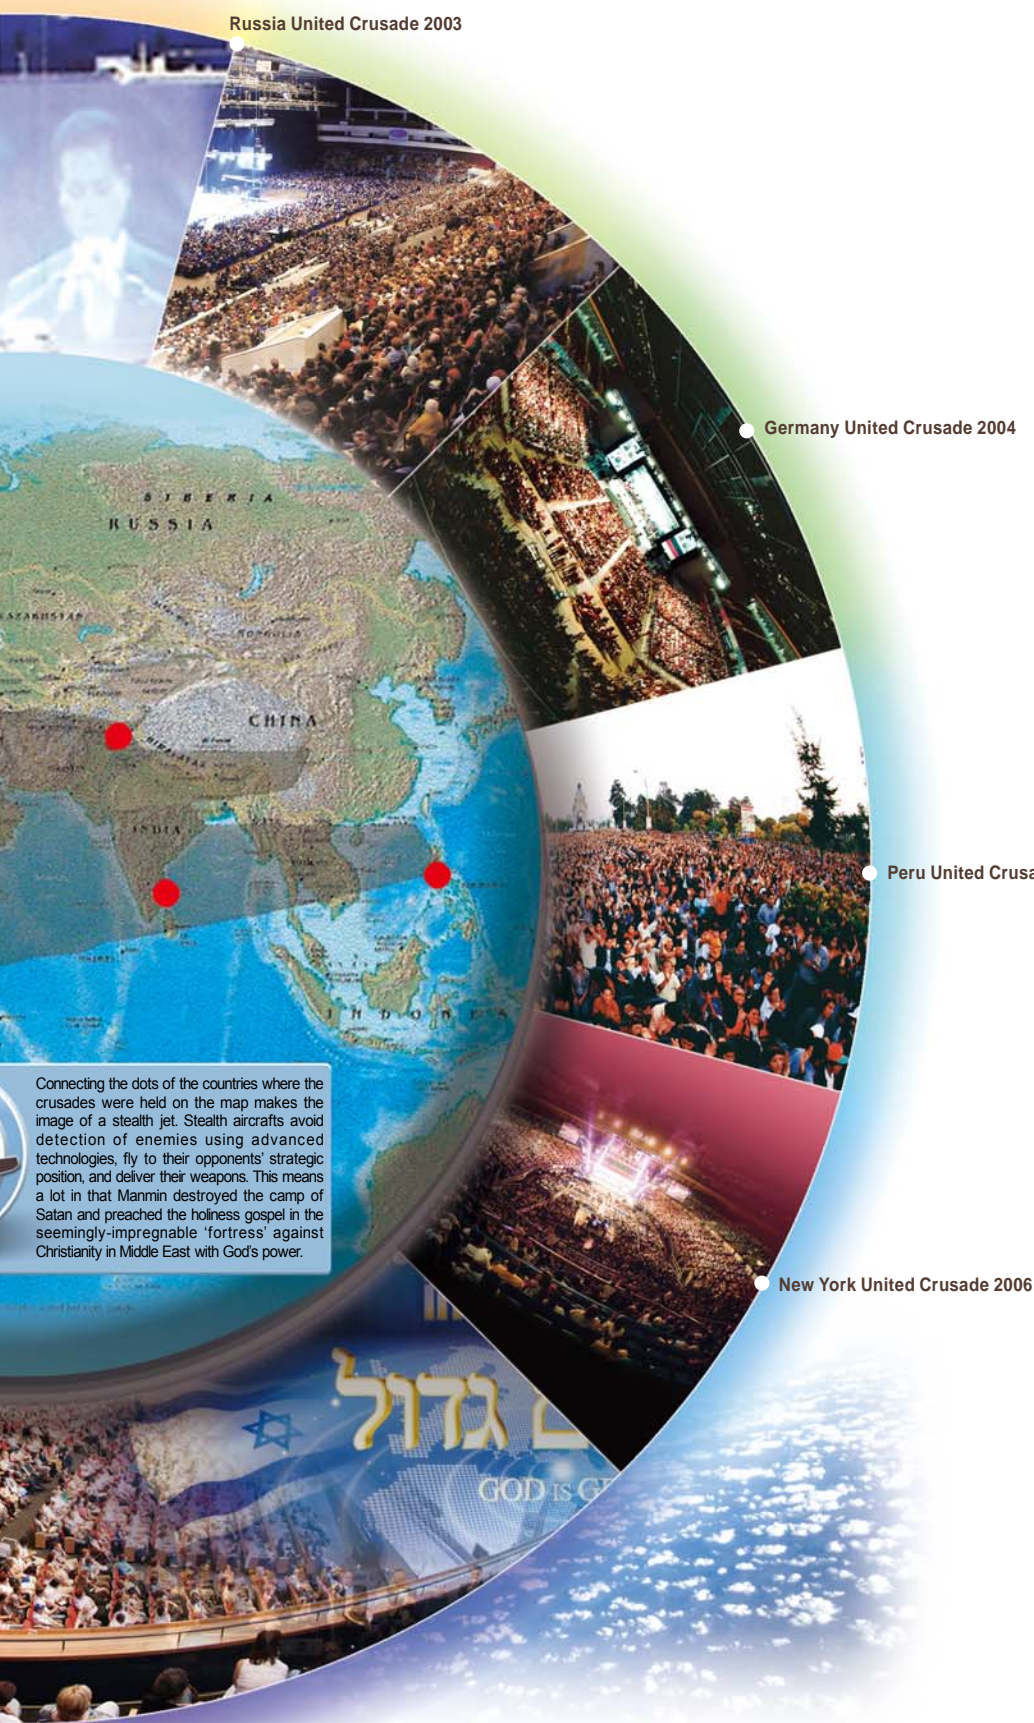 Russia United Crusade 2003
Germany United Crusade 2004
SIBERIA
RUSSIA
MONGOLIA
CHINA
HIMALAYAS
INDIA
Peru United Crusa
INDONES
Connecting the dots of the countries where the
crusades were held on the map makes the
image of a stealth jet. Stealth aircrafts avoid
detection of enemies using advanced
technologies, fly to their opponents' strategic
position, and deliver their weapons. This means
a lot in that Manmin destroyed the camp of
Satan and preached the holiness gospel in the
seemingly-impregnable 'fortress' against
Christianity in Middle East with God's power.
New York United Crusade 2006
גדול
GOD IS G